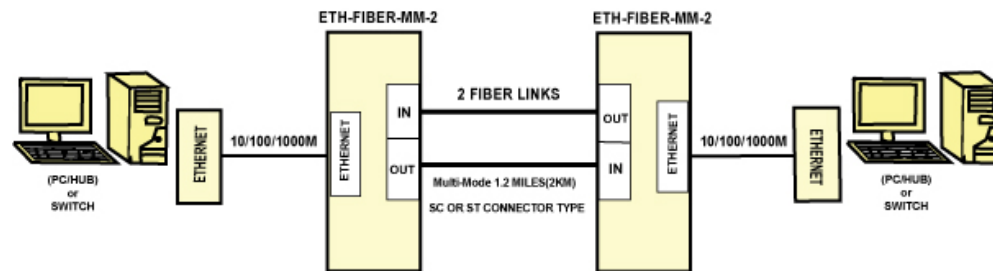 ETH-FIBER-MM-2
ETH-FIBER-MM-2
(PC/HUB)
or
SWITCH
ETHERNET
10/100/1000M
ETHERNET
IN
OUT
2 FIBER LINKS
Multi-Mode 1.2 MILES(2KM)
SC OR ST CONNECTOR TYPE
OUT
IN
ETHERNET
10/100/1000M
ETHERNET
(PC/HUB)
or
SWITCH